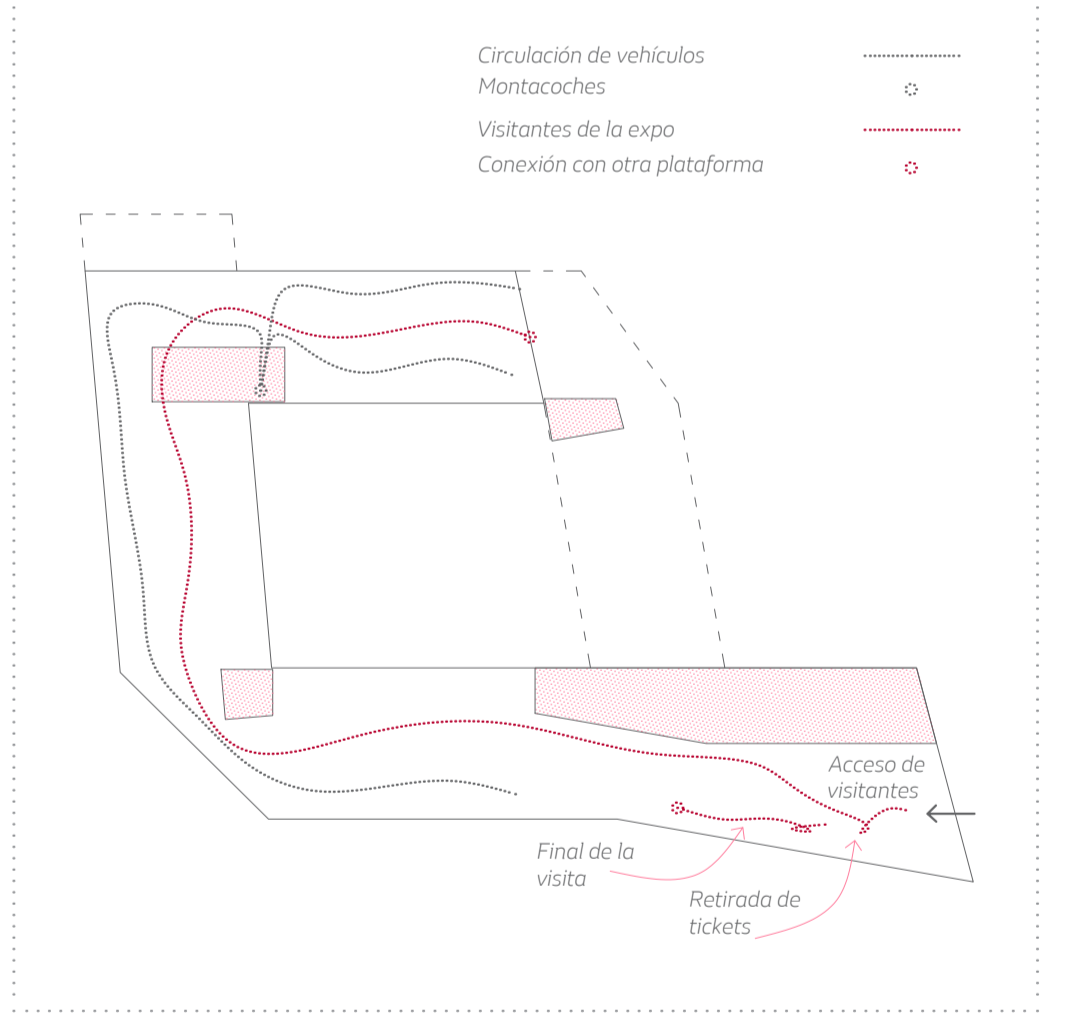 Circulación de vehículos
Montacoches
Visitantes de la expo
Conexión con otra plataforma
Acceso de
visitantes
Final de la
visita
Retirada de
tickets